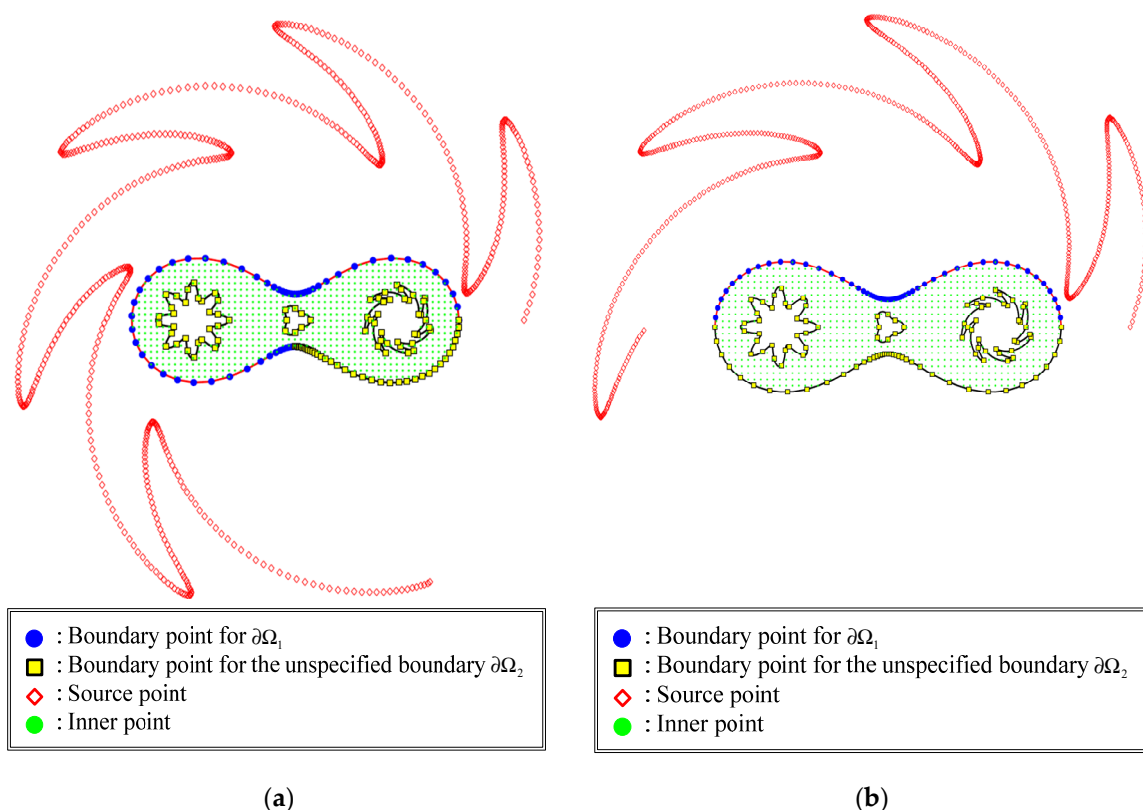 : Boundary point for ∂Ω₁
: Boundary point for the unspecified boundary ∂Ω₂
: Source point
: Inner point
(a)
: Boundary point for ∂Ω₁
: Boundary point for the unspecified boundary ∂Ω₂
: Source point
: Inner point
(b)